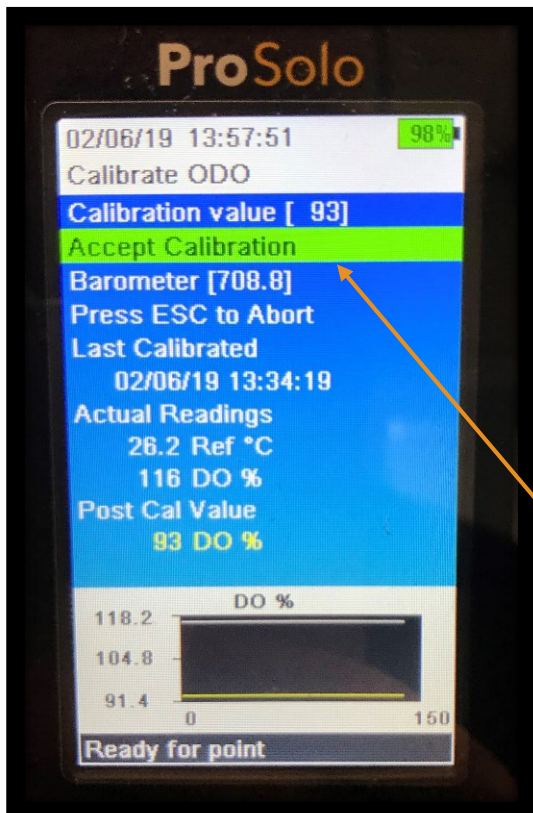 ProSolo
02/06/19 13:57:51 98%
Calibrate ODO
Calibration value [ 93]
Accept Calibration
Barometer [708.8]
Press ESC to Abort
Last Calibrated
02/06/19 13:34:19
Actual Readings
26.2 Ref °C
116 DO %
Post Cal Value
93 DO %
DO %
118.2
104.8
91.4
0 150
Ready for point